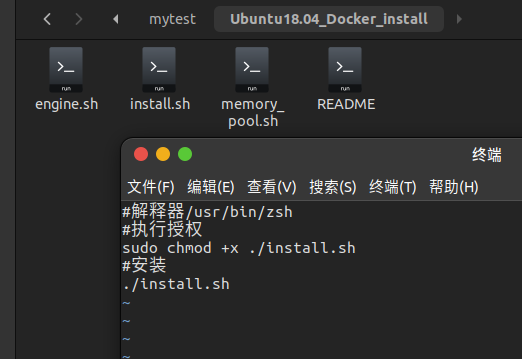 mytest
Ubuntu18.04_Docker_install
run
run
run
run
engine.sh
install.sh
memory_
pool.sh
README
终端
文件(F)
编辑(E)
查看(V)
搜索(S)
终端(T)
帮助(H)
#解释器/usr/bin/zsh
#执行授权
sudo chmod +x ./install.sh
#安装
./install.sh
~
~
~
~